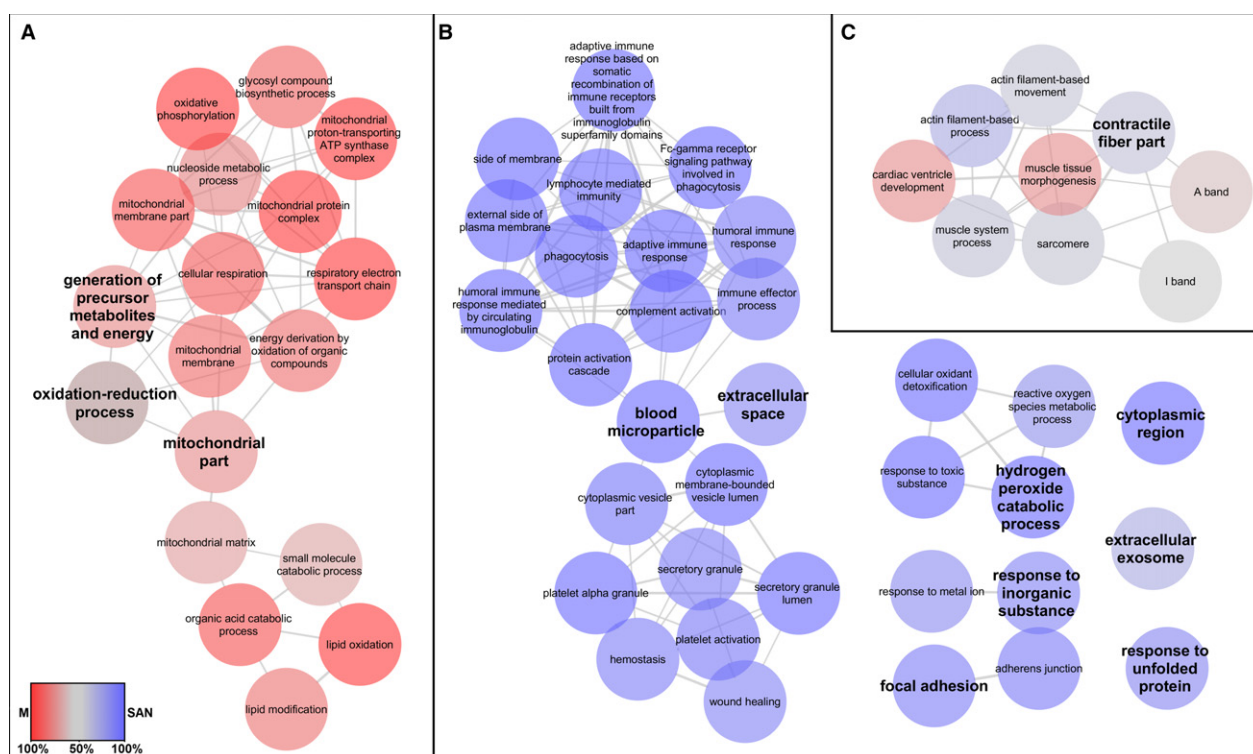 A
glycosyl compound
biosynthetic process
oxidative
phosphorylation
mitochondrial
proton-transporting
ATP synthase
complex
nucleoside metabolic
process
mitochondrial
membrane part
mitochondrial protein
complex
cellular respiration
respiratory electron
transport chain
generation of
precursor
metabolites
and energy
mitochondrial
membrane
energy derivation by
oxidation of organic
compounds
oxidation-reduction
process
mitochondrial
part
mitochondrial matrix
small molecule
catabolic process
organic acid catabolic
process
lipid oxidation
lipid modification
M
SAN
100%
50%
100%
B
adaptive immune
response based on
somatic
recombination of
immune receptors
built from
immunoglobulin
superfamily domains
side of membrane
Fc-gamma receptor
signaling pathway
involved in
phagocytosis
lymphocyte mediated
immunity
external side of
plasma membrane
humoral immune
response
phagocytosis
adaptive immune
response
humoral immune
response mediated
by circulating
immunoglobulin
immune effector
process
complement activation
protein activation
cascade
extracellular
space
blood
microparticle
cytoplasmic
membrane-bounded
vesicle lumen
cytoplasmic vesicle
part
secretory granule
platelet alpha granule
secretory granule
lumen
platelet activation
hemostasis
wound healing
C
actin filament-based
movement
actin filament-based
process
contractile
fiber part
cardiac ventricle
development
muscle tissue
morphogenesis
A band
muscle system
process
sarcomere
I band
cellular oxidant
detoxification
reactive oxygen
species metabolic
process
cytoplasmic
region
response to toxic
substance
hydrogen
peroxide
catabolic
process
extracellular
exosome
response to metal ion
response to
inorganic
substance
focal adhesion
adherens junction
response to
unfolded
protein